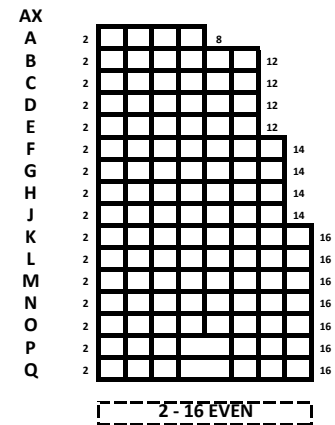 AX
A 2 8
B 2 12
C 2 12
D 2 12
E 2 12
F 2 14
G 2 14
H 2 14
J 2 14
K 2 16
L 2 16
M 2 16
N 2 16
O 2 16
P 2 16
Q 2 16
2 - 16 EVEN